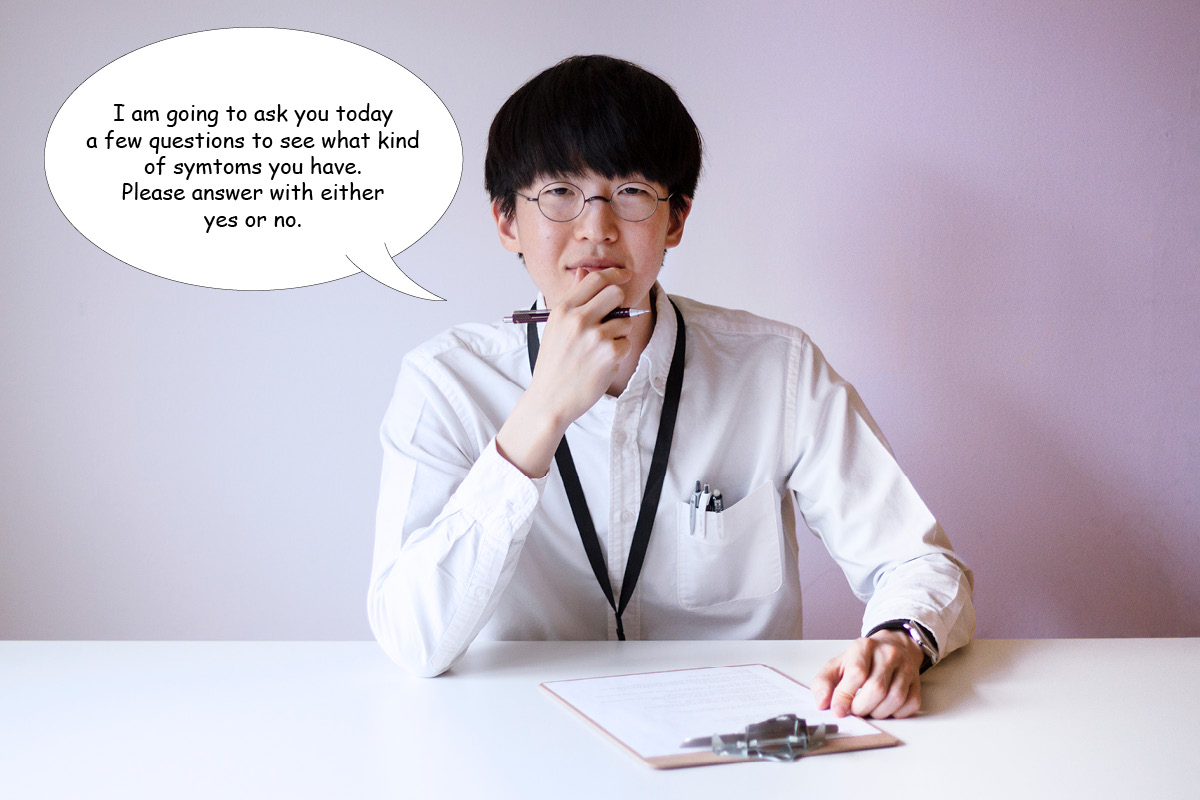 I am going to ask you today
a few questions to see what kind
of symtoms you have.
Please answer with either
yes or no.